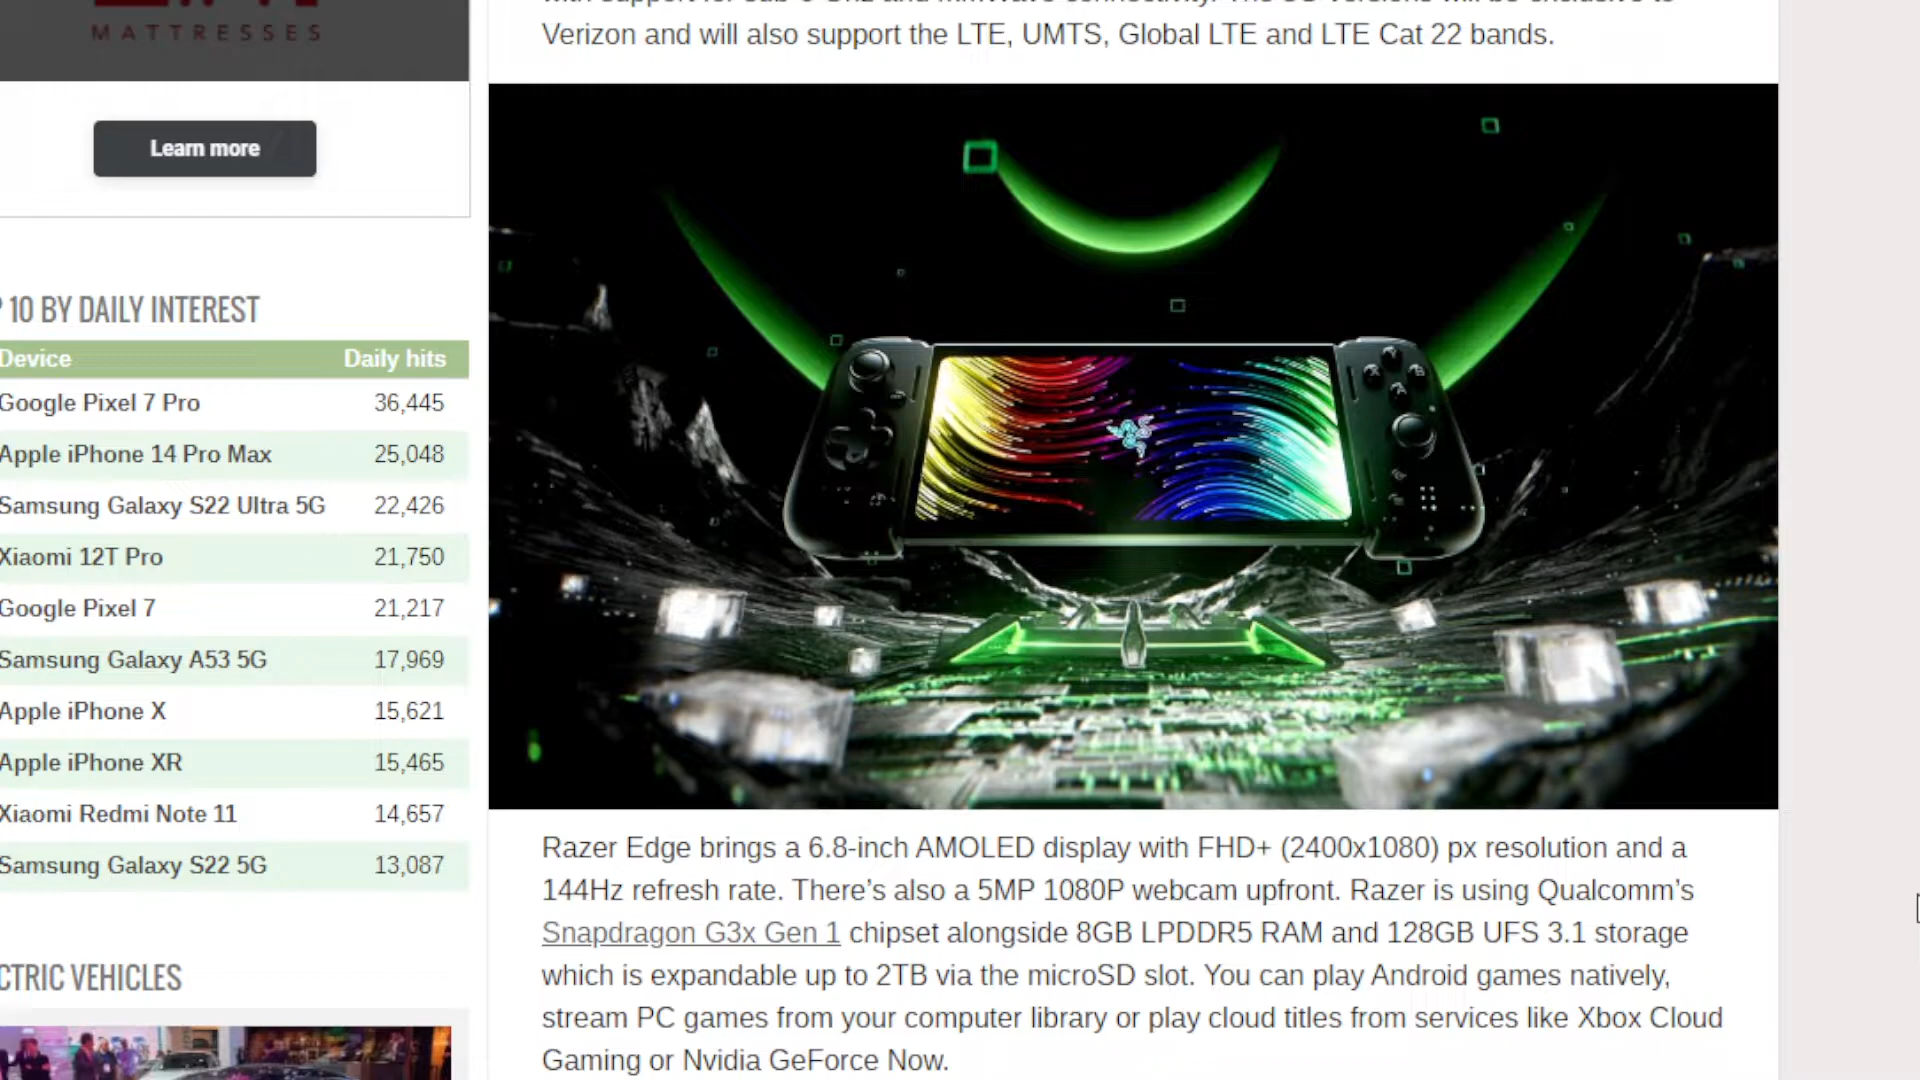 MATTRESSES
Learn more
10 BY DAILY INTEREST
Device Daily hits
Google Pixel 7 Pro 36,445
Apple iPhone 14 Pro Max 25,048
Samsung Galaxy S22 Ultra 5G 22,426
Xiaomi 12T Pro 21,750
Google Pixel 7 21,217
Samsung Galaxy A53 5G 17,969
Apple iPhone X 15,621
Apple iPhone XR 15,465
Xiaomi Redmi Note 11 14,657
Samsung Galaxy S22 5G 13,087
CTRIC VEHICLES
Verizon and will also support the LTE, UMTS, Global LTE and LTE Cat 22 bands.
Razer Edge brings a 6.8-inch AMOLED display with FHD+ (2400x1080) px resolution and a
144Hz refresh rate. There’s also a 5MP 1080P webcam upfront. Razer is using Qualcomm’s
Snapdragon G3x Gen 1 chipset alongside 8GB LPDDR5 RAM and 128GB UFS 3.1 storage
which is expandable up to 2TB via the microSD slot. You can play Android games natively,
stream PC games from your computer library or play cloud titles from services like Xbox Cloud
Gaming or Nvidia GeForce Now.